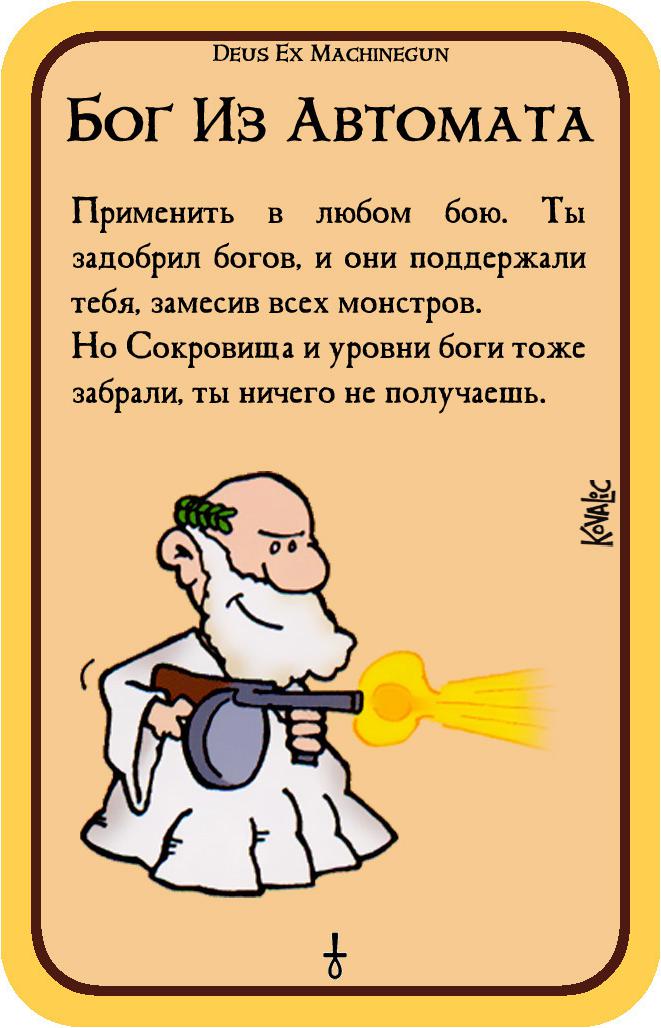 Deus Ex Machinegun
Бог Из Автомата
Применить в любом бою. Ты
задобрил богов, и они поддержали
тебя, замесив всех монстров.
Но Сокровища и уровни боги тоже
забрали, ты ничего не получаешь.
Kovalic